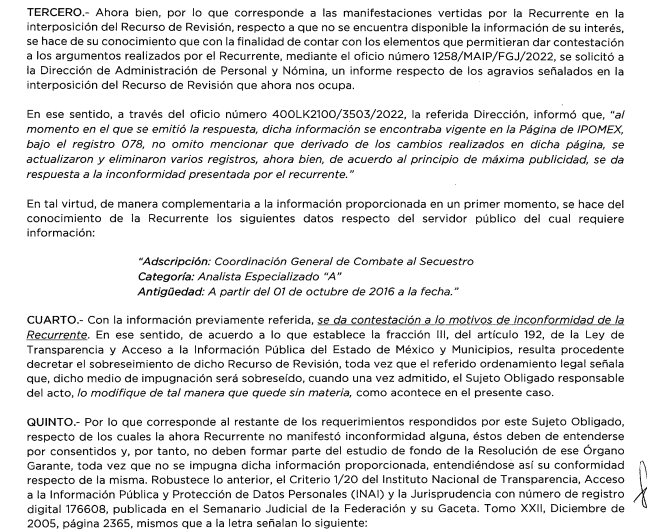 TERCERO.- Ahora bien, por lo que corresponde a las manifestaciones vertidas por la Recurrente en la
interposición del Recurso de Revisión, respecto a que no se encuentra disponible la información de su interés,
se hace de su conocimiento que con la finalidad de contar con los elementos que permitieran dar contestación
a los argumentos realizados por el Recurrente, mediante el oficio número 1258/MAIP/FGJ/2022, se solicitó a
la Dirección de Administración de Personal y Nómina, un informe respecto de los agravios señalados en la
interposición del Recurso de Revisión que ahora nos ocupa.
En ese sentido, a través del oficio número 400LK2100/3503/2022, la referida Dirección, informó que, "al
momento en el que se emitió la respuesta, dicha información se encontraba vigente en la Página de IPOMEX,
bajo el registro 078, no omito mencionar que derivado de los cambios realizados en dicha página, se
actualizaron y eliminaron varios registros, ahora bien, de acuerdo al principio de máxima publicidad, se da
respuesta a la inconformidad presentada por el recurrente."
En tal virtud, de manera complementaria a la información proporcionada en un primer momento, se hace del
conocimiento de la Recurrente los siguientes datos respecto del servidor público del cual requiere
información:
"Adscripción: Coordinación General de Combate al Secuestro
Categoría: Analista Especializado "A"
Antigüedad: A partir del 01 de octubre de 2016 a la fecha."
CUARTO.- Con la información previamente referida, se da contestación a lo motivos de inconformidad de la
Recurrente. En ese sentido, de acuerdo a lo que establece la fracción III, del artículo 192, de la Ley de
Transparencia y Acceso a la Información Pública del Estado de México y Municipios, resulta procedente
decretar el sobreseimiento de dicho Recurso de Revisión, toda vez que el referido ordenamiento legal señala
que, dicho medio de impugnación será sobreseído, cuando una vez admitido, el Sujeto Obligado responsable
del acto, lo modifique de tal manera que quede sin materia, como acontece en el presente caso.
QUINTO.- Por lo que corresponde al restante de los requerimientos respondidos por este Sujeto Obligado,
respecto de los cuales la ahora Recurrente no manifestó inconformidad alguna, éstos deben de entenderse
por consentidos y, por tanto, no deben formar parte del estudio de fondo de la Resolución de ese Órgano
Garante, toda vez que no se impugna dicha información proporcionada, entendiéndose así su conformidad
respecto de la misma. Robustece lo anterior, el Criterio 1/20 del Instituto Nacional de Transparencia, Acceso
a la Información Pública y Protección de Datos Personales (INAI) y la Jurisprudencia con número de registro
digital 176608, publicada en el Semanario Judicial de la Federación y su Gaceta. Tomo XXII, Diciembre de
2005, página 2365, mismos que a la letra señalan lo siguiente: